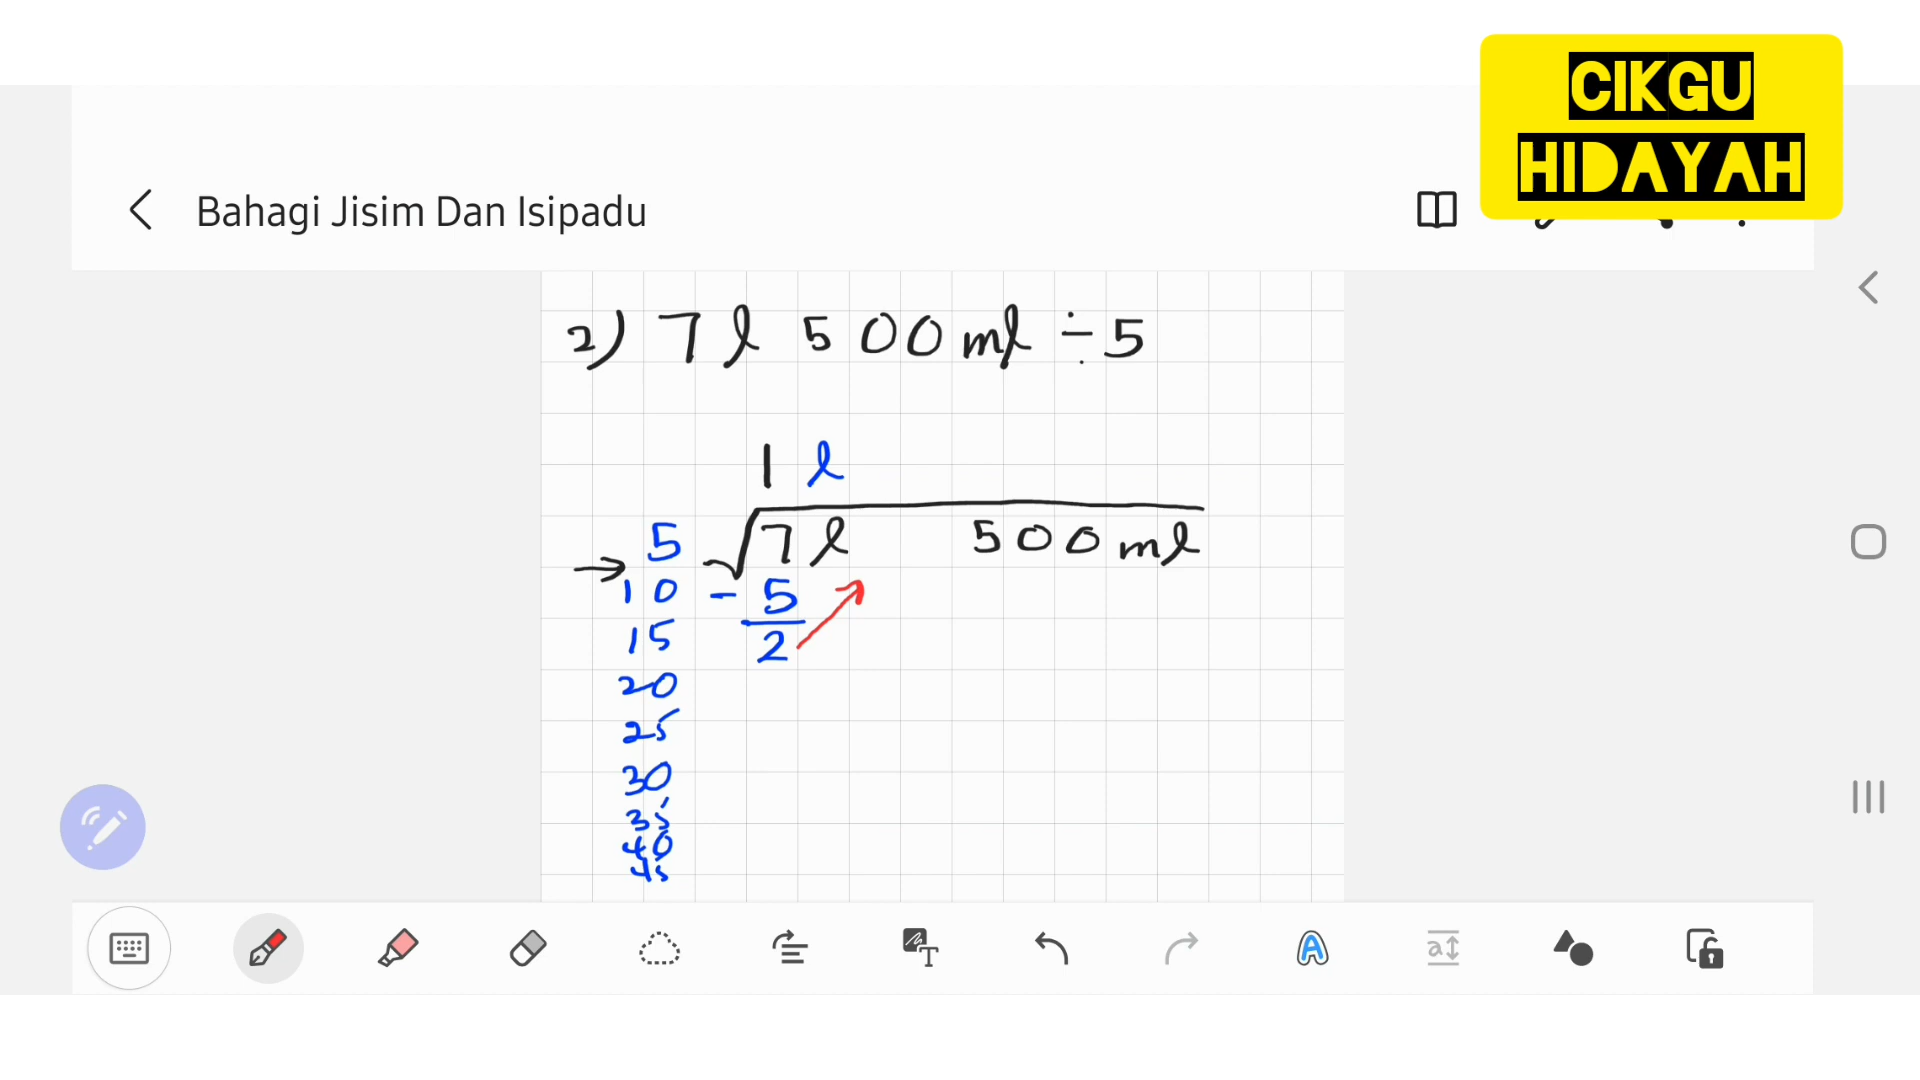 CIKGU
HIDAYAH
Bahagi Jisim Dan Isipadu
2) 7 l 500 ml ÷ 5
1 l
5 √ 7 l 500 ml
→
10 - 5
15 2
20
25
30
35
40
45